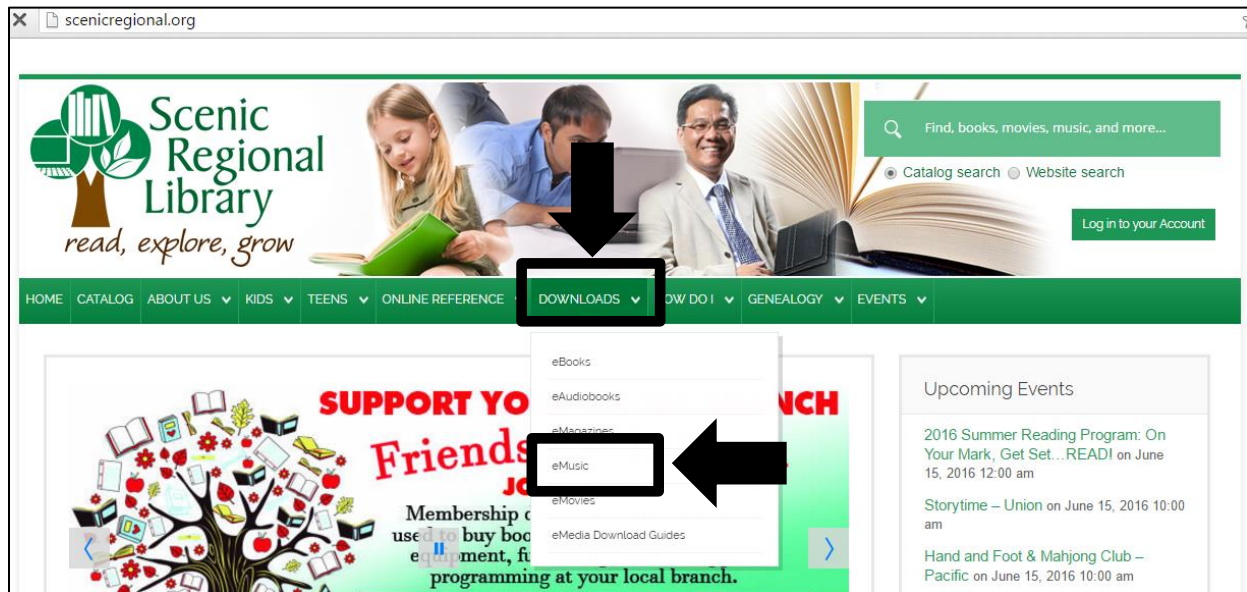 scenicregional.org
Scenic
Regional
Library
read, explore, grow
Find, books, movies, music, and more...
Catalog search Website search
Log in to your Account
HOME CATALOG ABOUT US KIDS TEENS ONLINE REFERENCE DOWNLOADS OW DO I GENEALOGY EVENTS
eBooks
eAudiobooks
eMagazines
eMusic
eMovies
eMedia Download Guides
SUPPORT YO NCH
Friends
JO
Membership
used to buy boo
equipment, fu
programming at your local branch.
Upcoming Events
2016 Summer Reading Program: On
Your Mark, Get Set...READ! on June
15, 2016 12:00 am
Storytime – Union on June 15, 2016 10:00
am
Hand and Foot & Mahjong Club –
Pacific on June 15, 2016 10:00 am